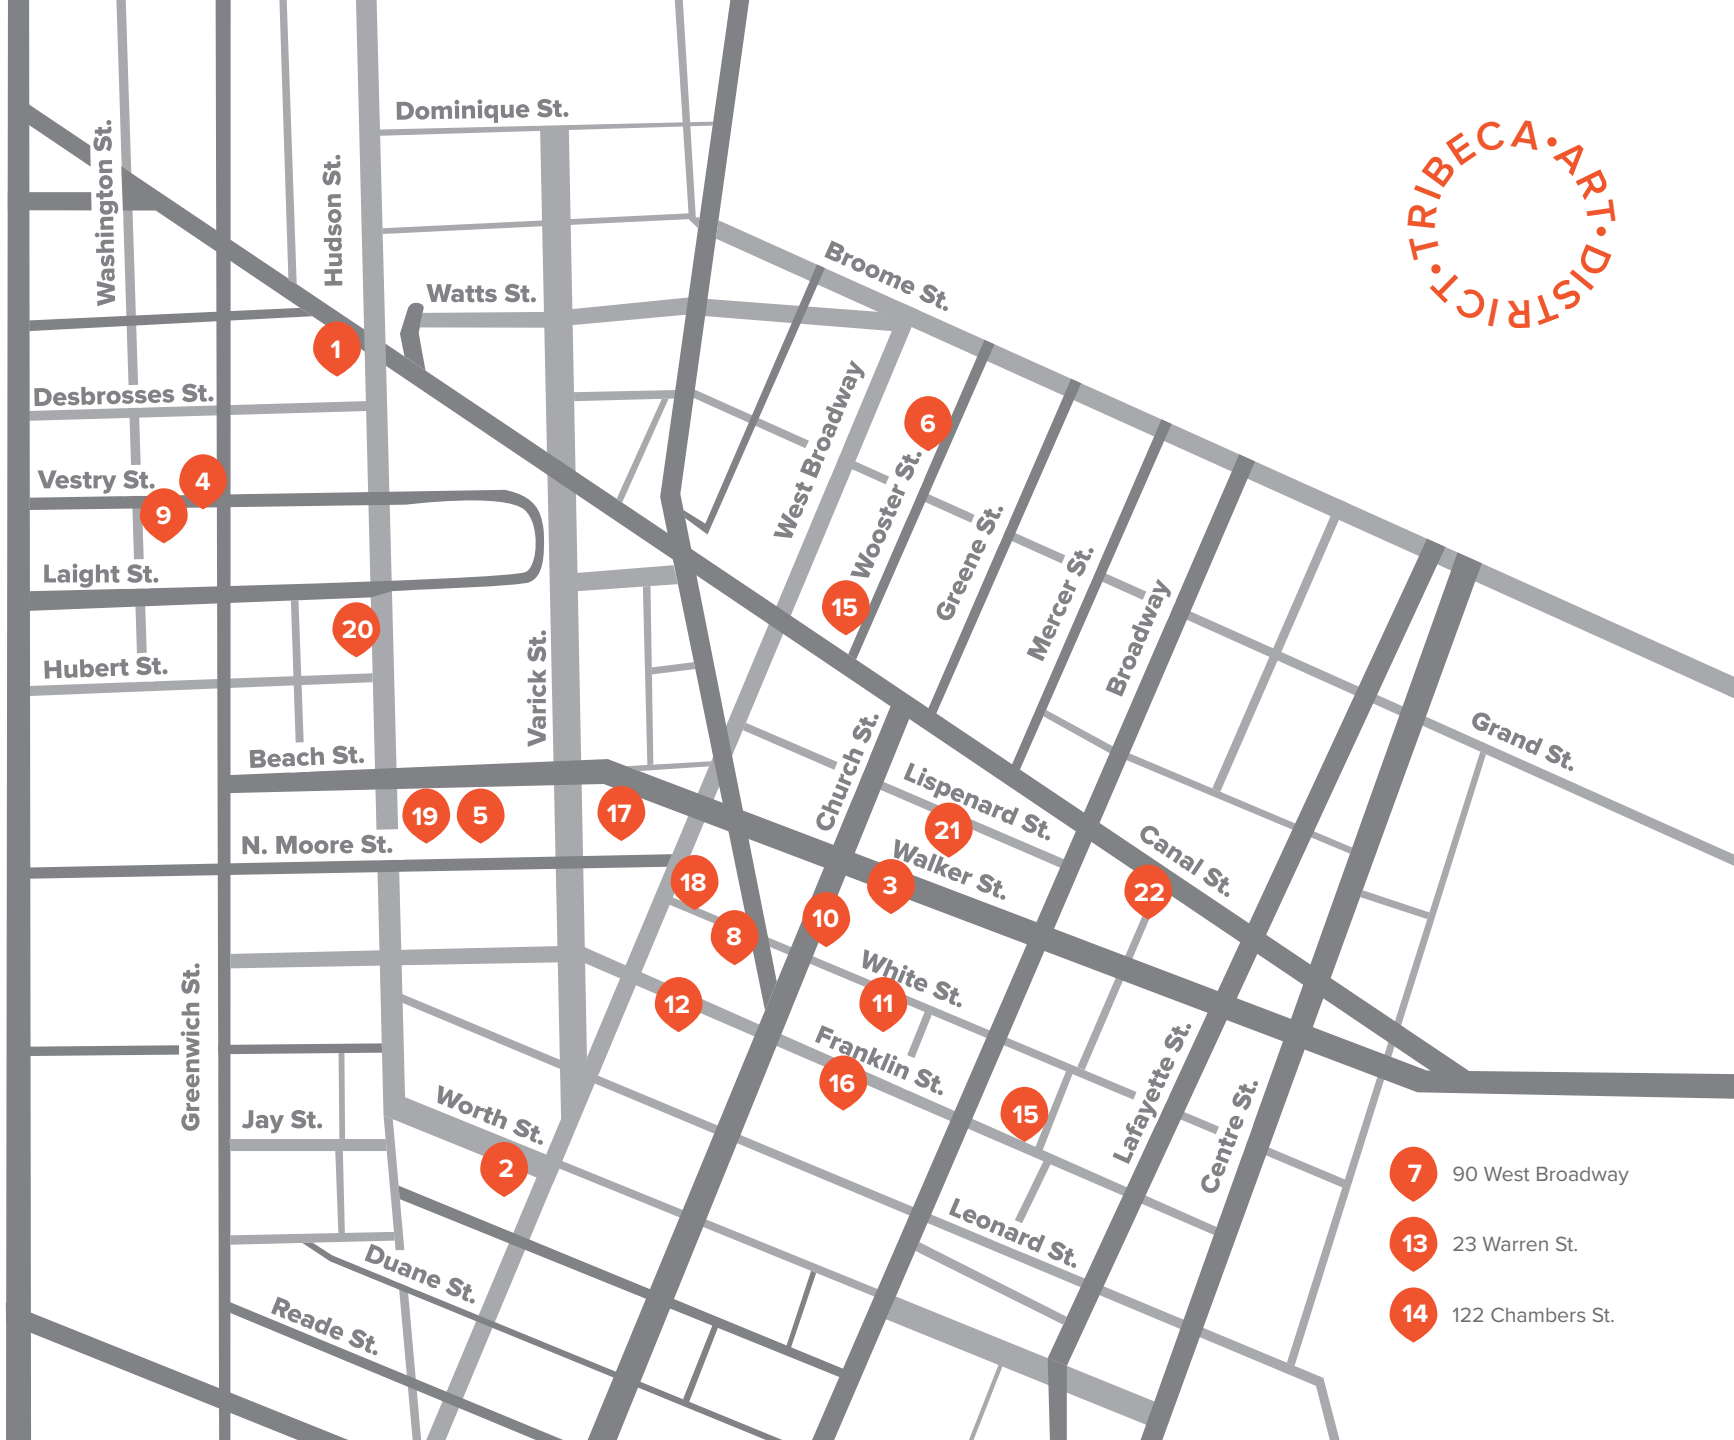 Dominique St.
TRIBECA • ART • DISTRICT •
Washington St.
Hudson St.
Broome St.
Watts St.
1
Desbrosses St.
West Broadway
6
Vestry St.
4
9
Wooster St.
Greene St.
Laight St.
Mercer St.
15
Broadway
20
Hubert St.
Varick St.
Grand St.
Beach St.
Church St.
Lispenard St.
19
5
17
21
N. Moore St.
Canal St.
Walker St.
18
3
22
10
8
White St.
12
11
Greenwich St.
Franklin St.
16
Lafayette St.
15
Centre St.
Jay St.
Worth St.
2
7 90 West Broadway
Leonard St.
13 23 Warren St.
Duane St.
14 122 Chambers St.
Reade St.